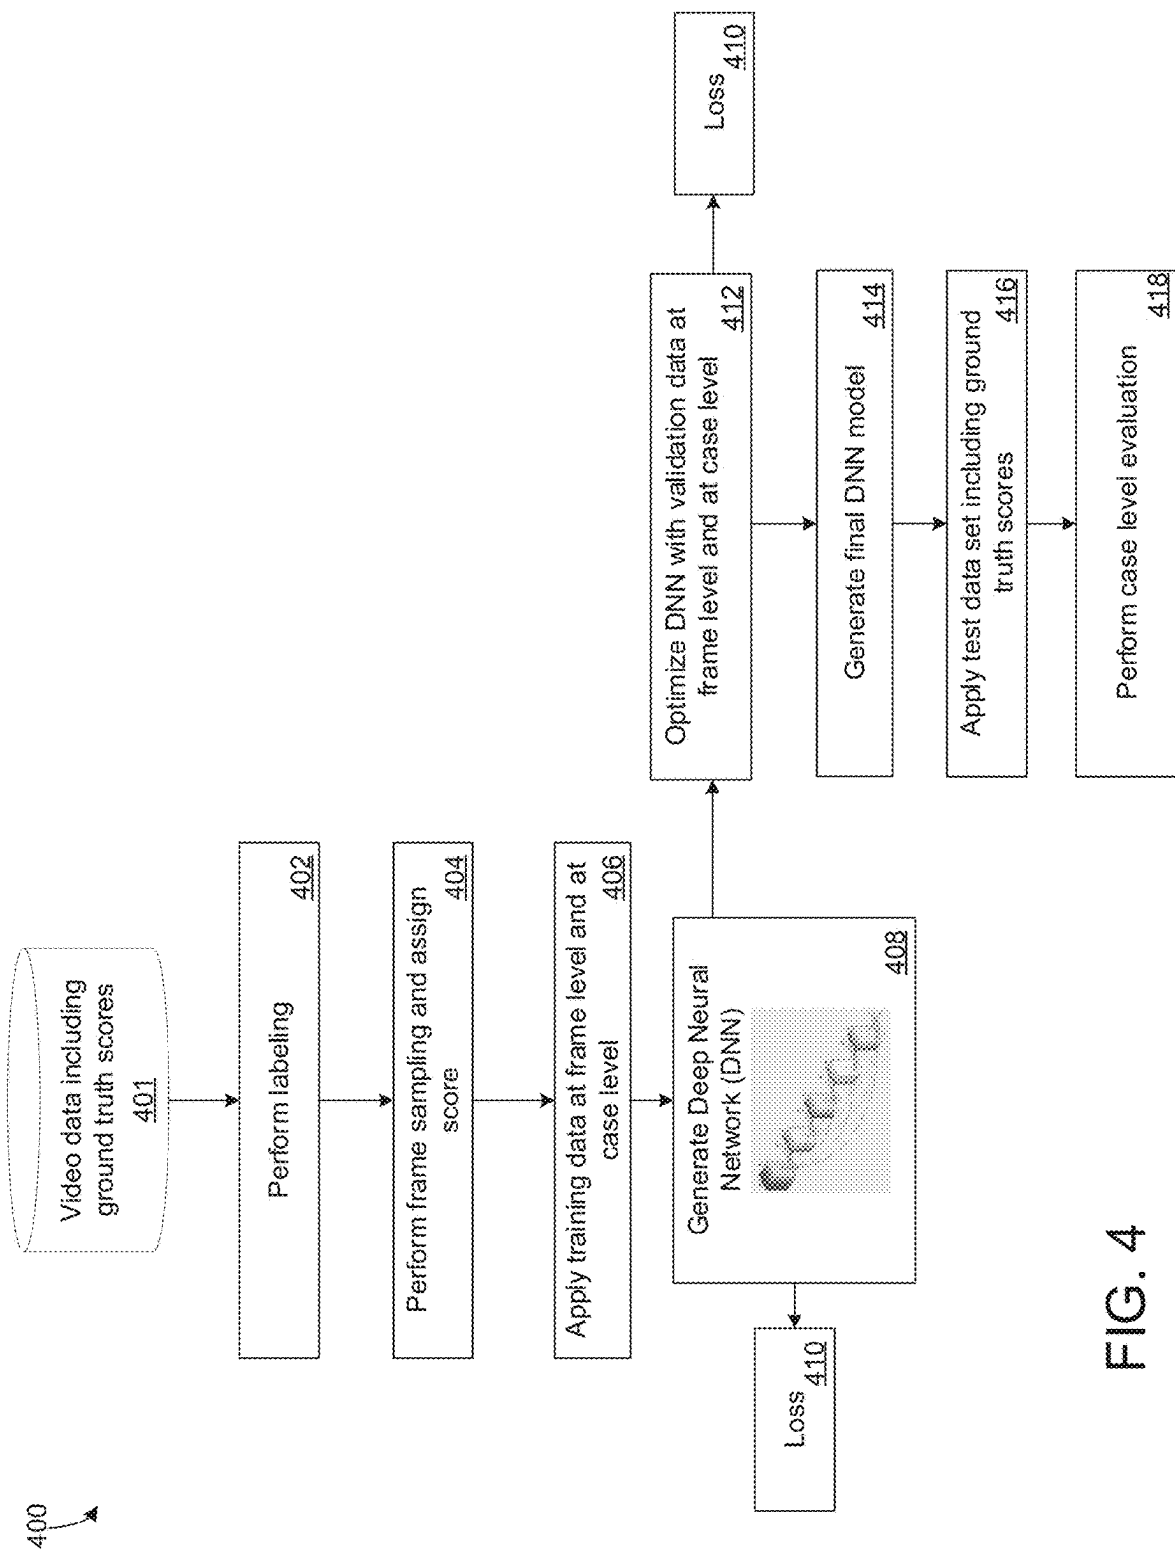 400
Video data including
ground truth scores
401
Perform labeling
402
Perform frame sampling and assign
score
404
Apply training data at frame level and at
case level
406
Generate Deep Neural
Network (DNN)
408
Loss
410
Optimize DNN with validation data at
frame level and at case level
412
Loss
410
Generate final DNN model
414
Apply test data set including ground
truth scores
416
Perform case level evaluation
418
FIG. 4